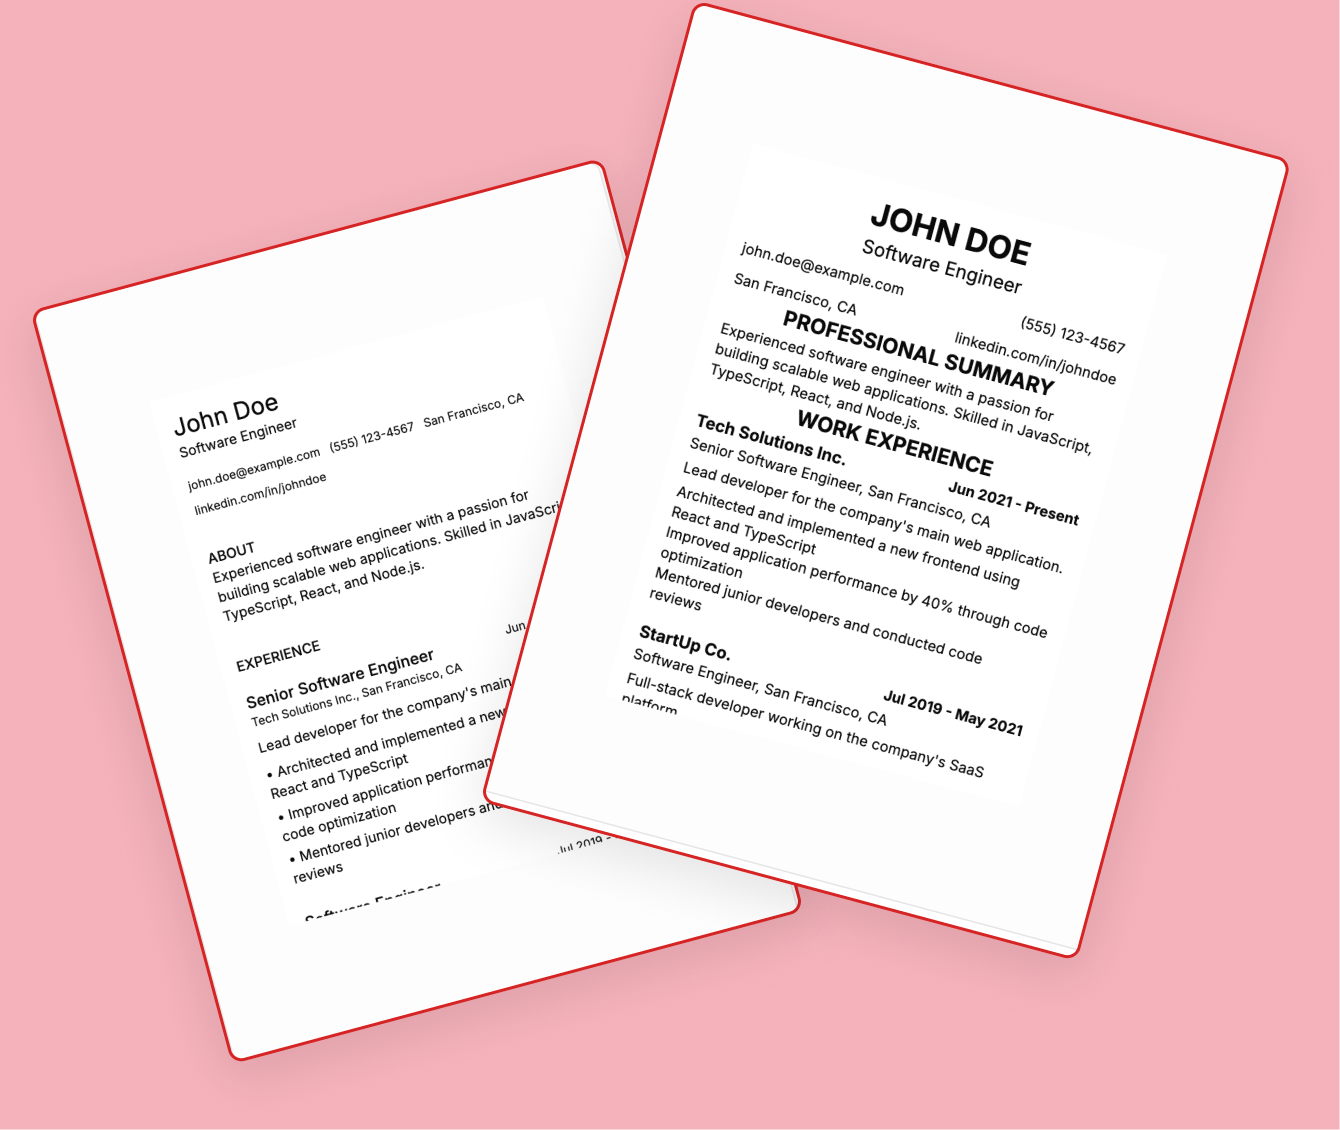 John Doe
Software Engineer
john.doe@example.com (555) 123-4567 San Francisco, CA
linkedin.com/in/johndoe
ABOUT
Experienced software engineer with a passion for
building scalable web applications. Skilled in JavaScri
TypeScript, React, and Node.js.
EXPERIENCE
Jun
Senior Software Engineer
Tech Solutions Inc., San Francisco, CA
Lead developer for the company's main
• Architected and implemented a new
React and TypeScript
• Improved application performan
code optimization
• Mentored junior developers and
reviews
Jul 2019 -
Software Engineer
JOHN DOE
Software Engineer
john.doe@example.com
(555) 123-4567
San Francisco, CA
linkedin.com/in/johndoe
PROFESSIONAL SUMMARY
Experienced software engineer with a passion for
building scalable web applications. Skilled in JavaScript,
TypeScript, React, and Node.js.
WORK EXPERIENCE
Tech Solutions Inc.
Jun 2021 - Present
Senior Software Engineer, San Francisco, CA
Lead developer for the company's main web application.
Architected and implemented a new frontend using
React and TypeScript
Improved application performance by 40% through code
optimization
Mentored junior developers and conducted code
reviews
StartUp Co.
Jul 2019 - May 2021
Software Engineer, San Francisco, CA
Full-stack developer working on the company's SaaS
platform